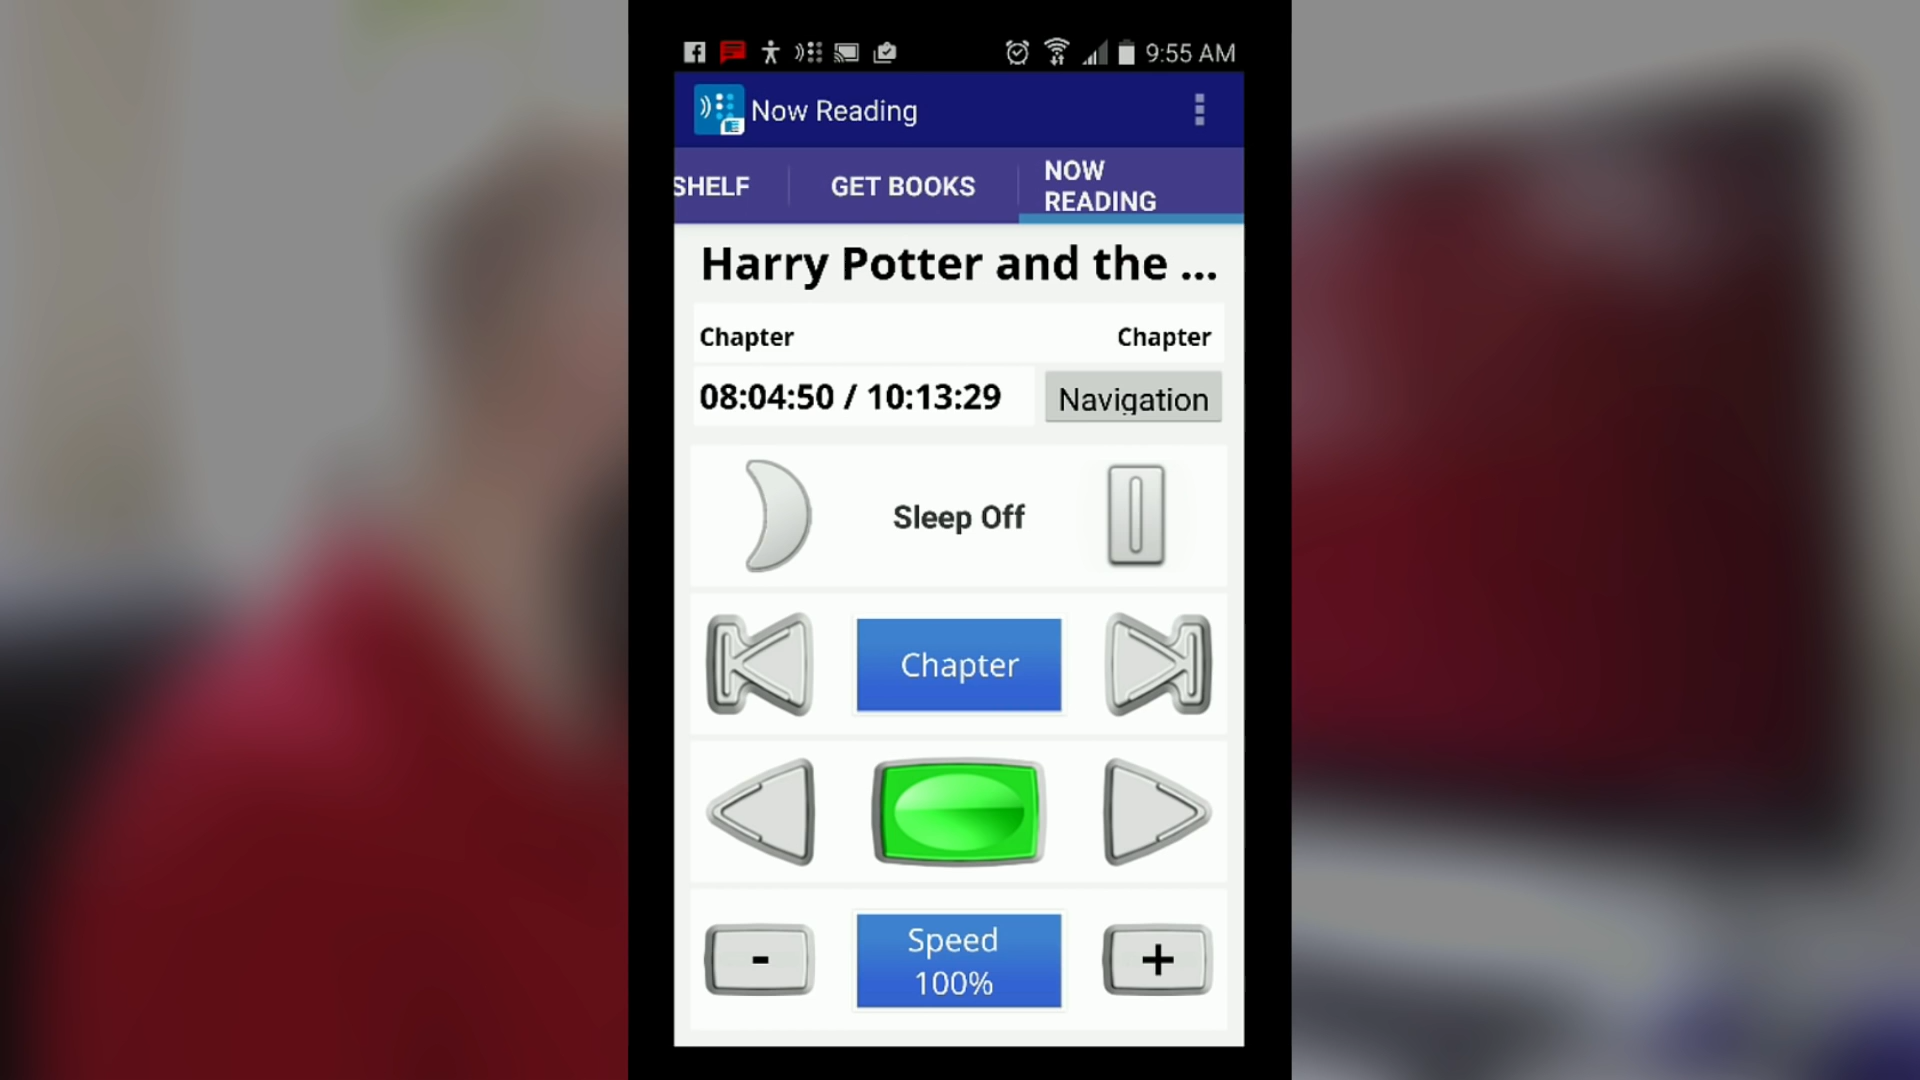 9:55 AM
Now Reading
SHELF
GET BOOKS
NOW
READING
Harry Potter and the ...
Chapter
Chapter
08:04:50 / 10:13:29
Navigation
Sleep Off
Chapter
-
Speed
100%
+